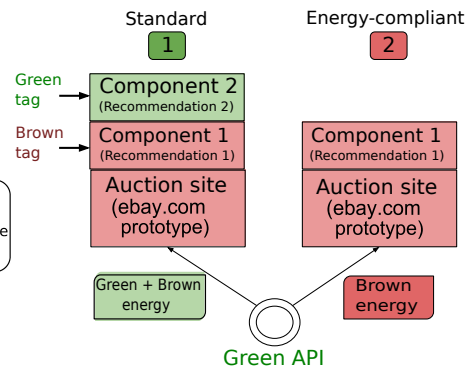 Standard
Energy-compliant
1
2
Green
tag
Component 2
(Recommendation 2)
Brown
tag
Component 1
(Recommendation 1)
Component 1
(Recommendation 1)
Auction site
(ebay.com
prototype)
Auction site
(ebay.com
prototype)
e
Green + Brown
energy
Brown
energy
Green API